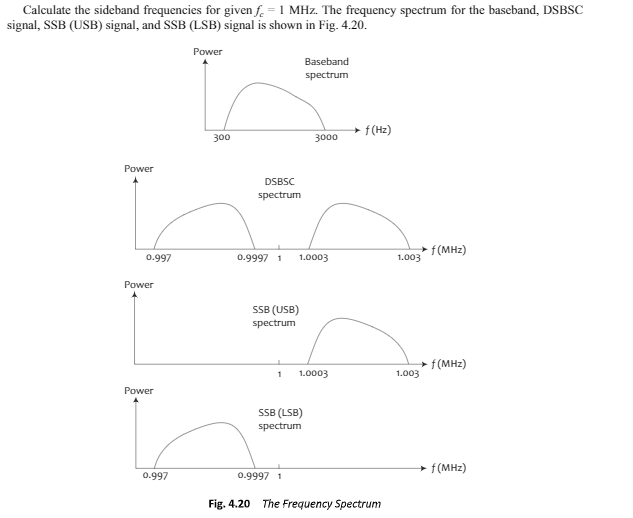 Calculate the sideband frequencies for given f_c = 1 MHz. The frequency spectrum for the baseband, DSBSC
signal, SSB (USB) signal, and SSB (LSB) signal is shown in Fig. 4.20.
Power
Baseband
spectrum
f (Hz)
300
3000
Power
DSBSC
spectrum
f (MHz)
0.997
0.9997
1
1.0003
1.003
Power
SSB (USB)
spectrum
f (MHz)
1
1.0003
1.003
Power
SSB (LSB)
spectrum
f (MHz)
0.997
0.9997
1
Fig. 4.20 The Frequency Spectrum